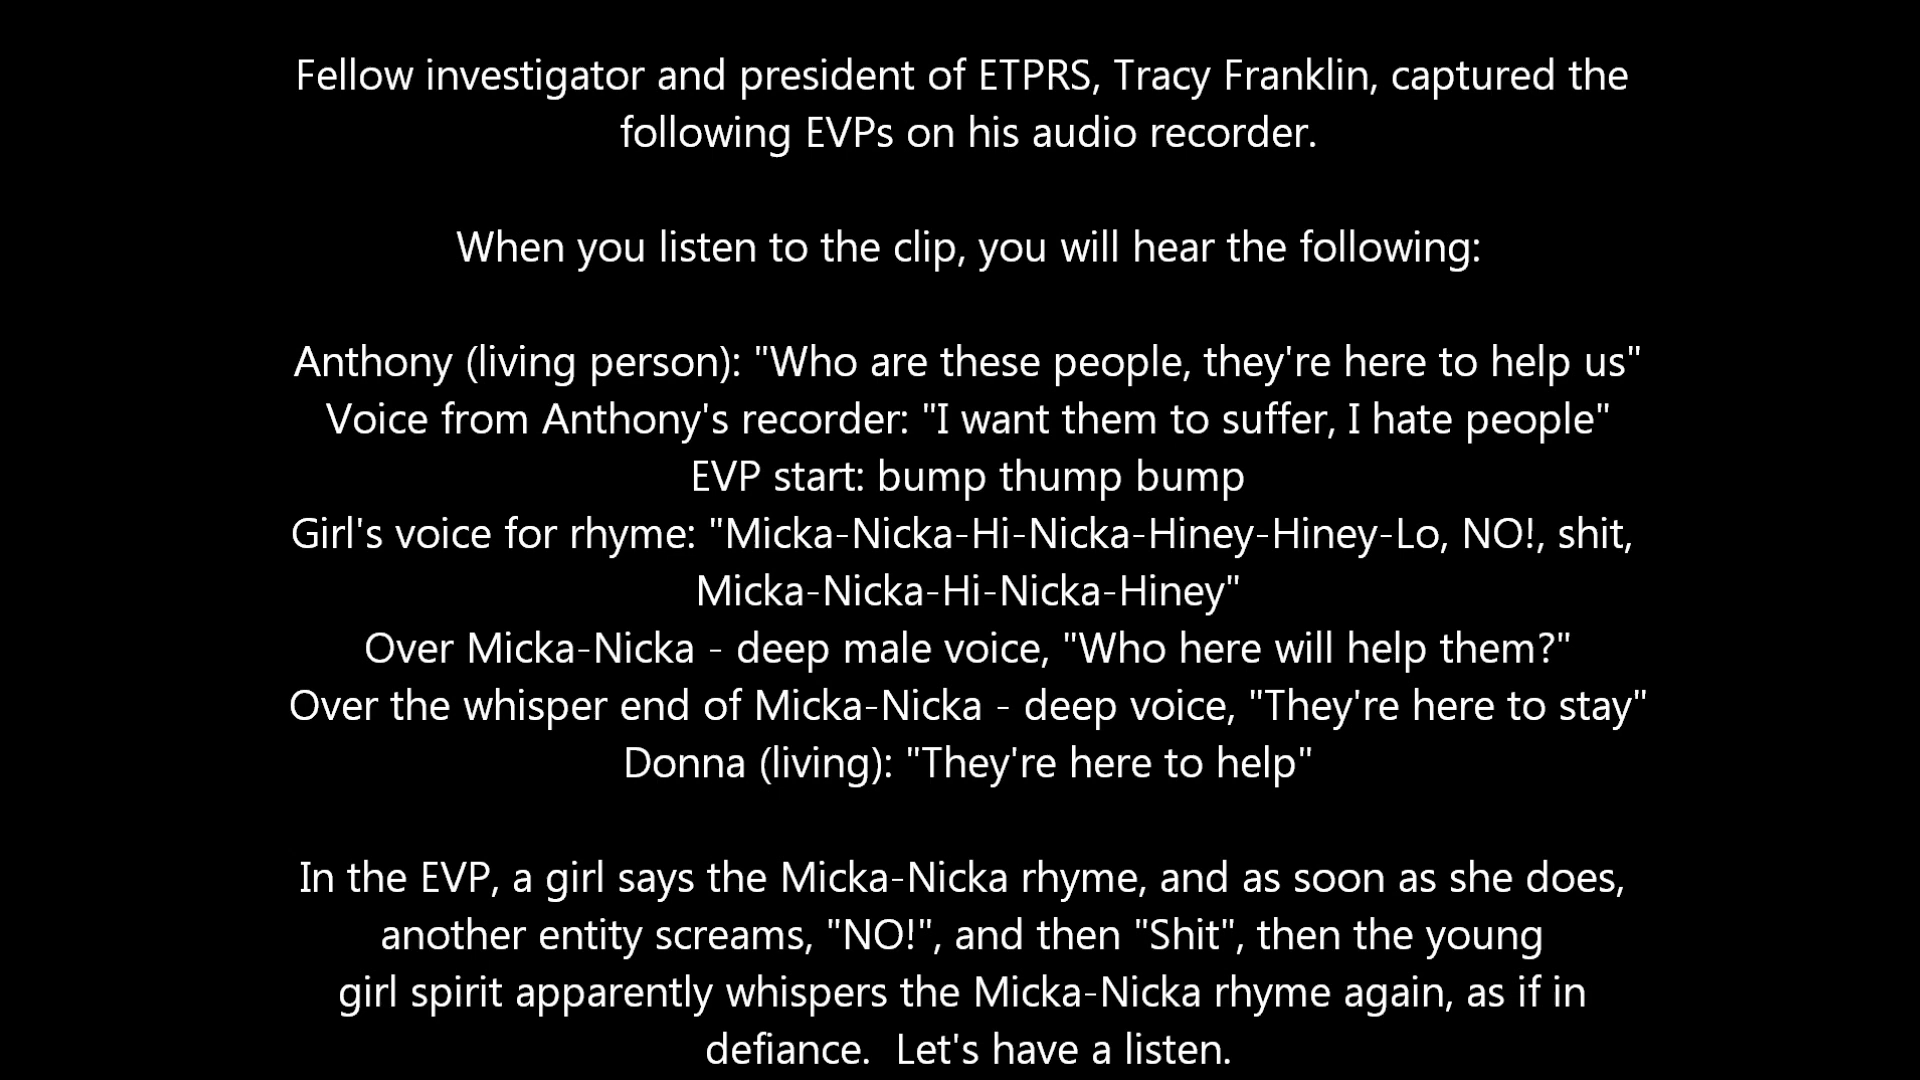 Fellow investigator and president of ETPRS, Tracy Franklin, captured the
following EVPs on his audio recorder.
When you listen to the clip, you will hear the following:
Anthony (living person): "Who are these people, they're here to help us"
Voice from Anthony's recorder: "I want them to suffer, I hate people"
EVP start: bump thump bump
Girl's voice for rhyme: "Micka-Nicka-Hi-Nicka-Hiney-Hiney-Lo, NO!, shit,
Micka-Nicka-Hi-Nicka-Hiney"
Over Micka-Nicka - deep male voice, "Who here will help them?"
Over the whisper end of Micka-Nicka - deep voice, "They're here to stay"
Donna (living): "They're here to help"
In the EVP, a girl says the Micka-Nicka rhyme, and as soon as she does,
another entity screams, "NO!", and then "Shit", then the young
girl spirit apparently whispers the Micka-Nicka rhyme again, as if in
defiance.  Let's have a listen.